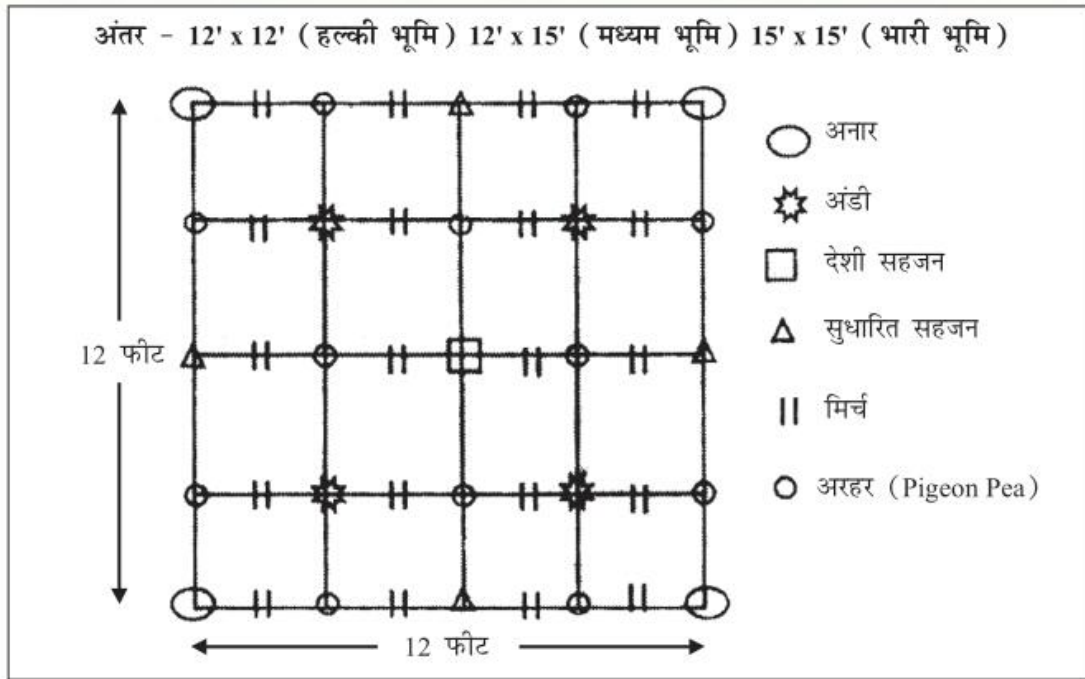 अंतर - 12' x 12' (हल्की भूमि) 12' x 15' (मध्यम भूमि) 15' x 15' (भारी भूमि)
अनार
अंडी
देशी सहजन
सुधारित सहजन
12 फीट
मिर्च
अरहर (Pigeon Pea)
12 फीट